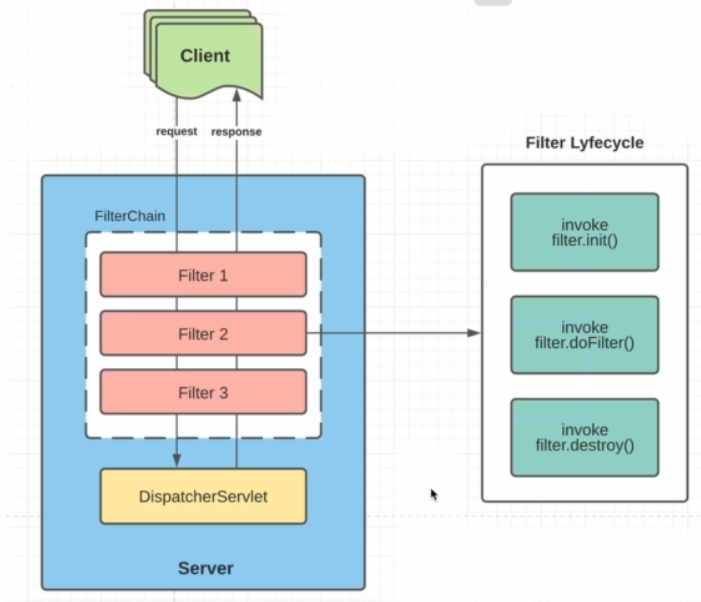 Client
request
response
Filter Lyfecycle
FilterChain
Filter 1
Filter 2
Filter 3
DispatcherServlet
Server
invoke
filter.init()
invoke
filter.doFilter()
invoke
filter.destroy()